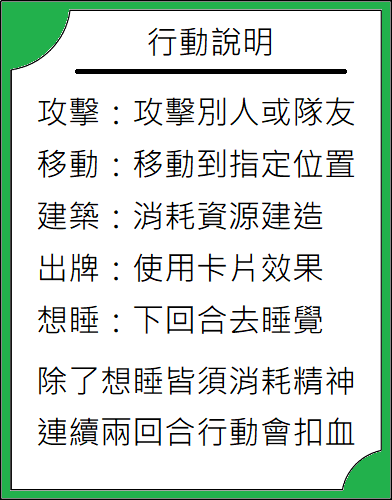 行動說明
攻擊：攻擊別人或隊友
移動：移動到指定位置
建築：消耗資源建造
出牌：使用卡片效果
想睡：下回合去睡覺
除了想睡皆須消耗精神
連續兩回合行動會扣血